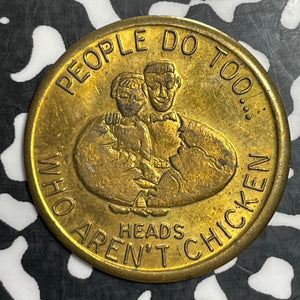 PEOPLE DO TOO....
HEADS
WHO AREN'T CHICKEN